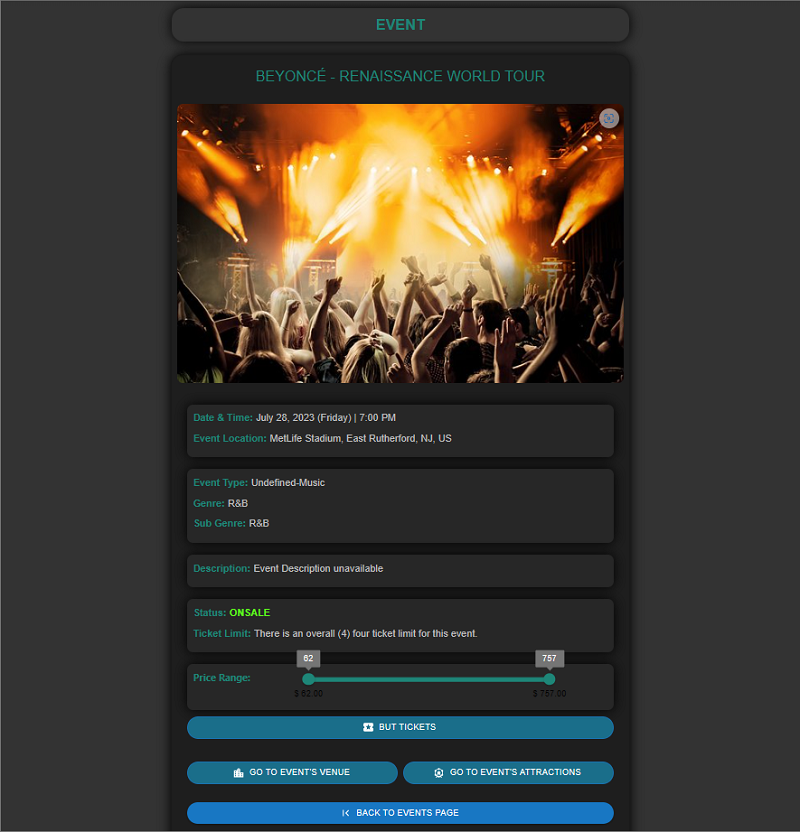 EVENT
BEYONCÉ - RENAISSANCE WORLD TOUR
Date & Time: July 28, 2023 (Friday) | 7:00 PM
Event Location: MetLife Stadium, East Rutherford, NJ, US
Event Type: Undefined-Music
Genre: R&B
Sub Genre: R&B
Description: Event Description unavailable
Status: ONSALE
Ticket Limit: There is an overall (4) four ticket limit for this event.
62 757
Price Range:
$ 62.00 $ 757.00
BUT TICKETS
GO TO EVENT'S VENUE GO TO EVENT'S ATTRACTIONS
BACK TO EVENTS PAGE